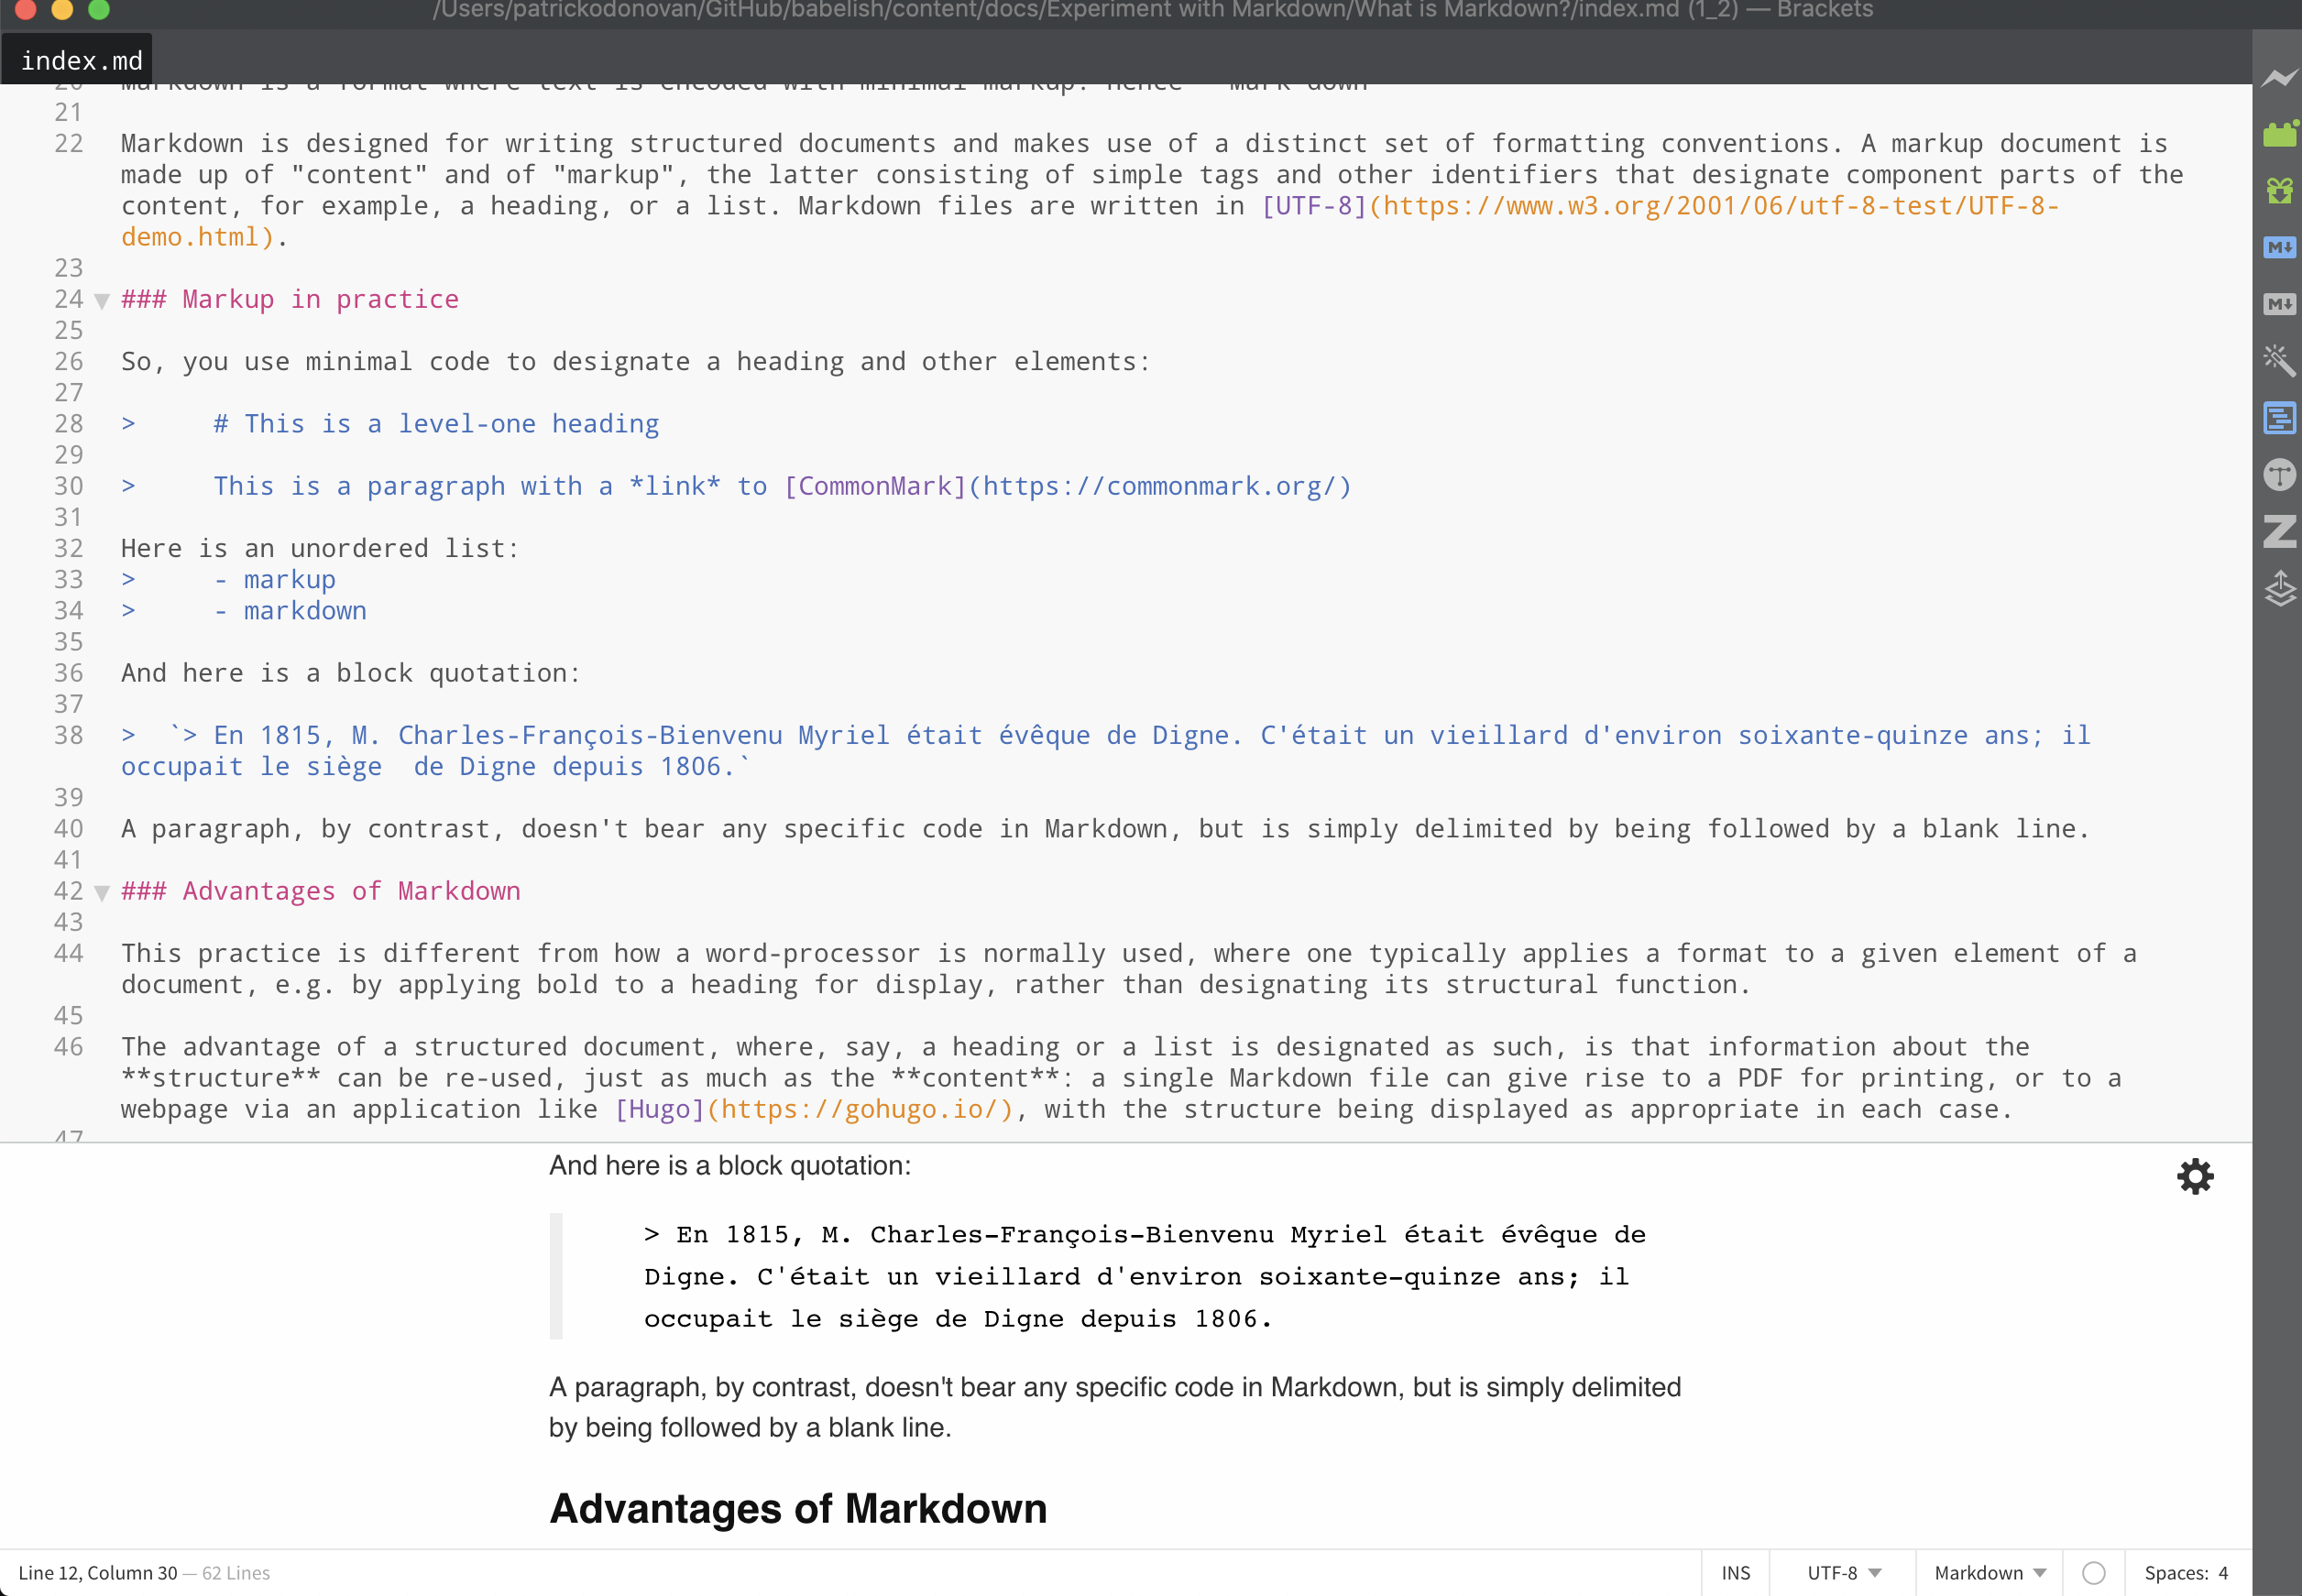 /Users/patrickodonovan/GitHub/babelish/content/docs/Experiment with Markdown/What is Markdown?/index.md (1_2) — Brackets
index.md
20 Markdown is a format where text is encoded with minimal markup. Hence
21
22 Markdown is designed for writing structured documents and makes use of a distinct set of formatting conventions. A markup document is
made up of "content" and of "markup", the latter consisting of simple tags and other identifiers that designate component parts of the
content, for example, a heading, or a list. Markdown files are written in [UTF-8](https://www.w3.org/2001/06/utf-8-test/UTF-8-
demo.html).
23
24 ### Markup in practice
25
26 So, you use minimal code to designate a heading and other elements:
27
28 >     # This is a level-one heading
29
30 >     This is a paragraph with a *link* to [CommonMark](https://commonmark.org/)
31
32 Here is an unordered list:
33 >     - markup
34 >     - markdown
35
36 And here is a block quotation:
37
38 >  `> En 1815, M. Charles-François-Bienvenu Myriel était évêque de Digne. C'était un vieillard d'environ soixante-quinze ans; il
occupait le siège  de Digne depuis 1806.`
39
40 A paragraph, by contrast, doesn't bear any specific code in Markdown, but is simply delimited by being followed by a blank line.
41
42 ### Advantages of Markdown
43
44 This practice is different from how a word-processor is normally used, where one typically applies a format to a given element of a
document, e.g. by applying bold to a heading for display, rather than designating its structural function.
45
46 The advantage of a structured document, where, say, a heading or a list is designated as such, is that information about the
**structure** can be re-used, just as much as the **content**: a single Markdown file can give rise to a PDF for printing, or to a
webpage via an application like [Hugo](https://gohugo.io/), with the structure being displayed as appropriate in each case.
47
And here is a block quotation:
> En 1815, M. Charles-François-Bienvenu Myriel était évêque de
Digne. C'était un vieillard d'environ soixante-quinze ans; il
occupait le siège de Digne depuis 1806.
A paragraph, by contrast, doesn't bear any specific code in Markdown, but is simply delimited
by being followed by a blank line.
Advantages of Markdown
Line 12, Column 30 — 62 Lines
INS
UTF-8
Markdown
Spaces: 4